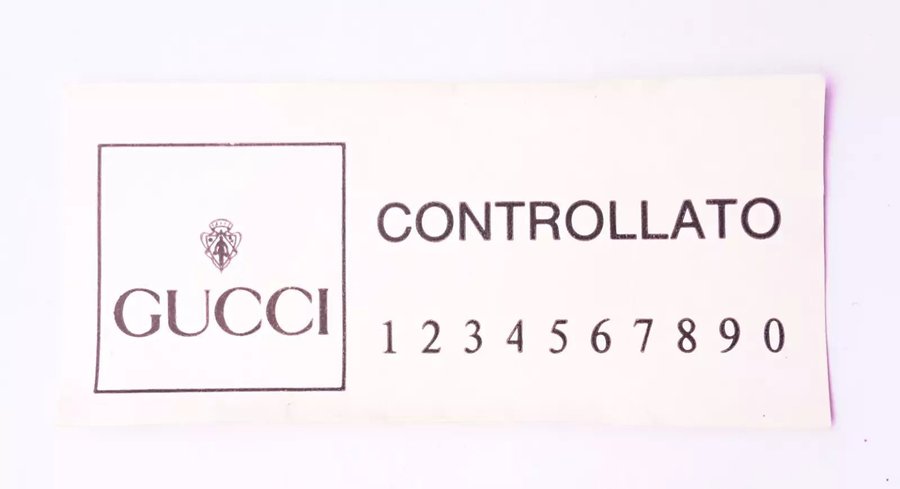 GUCCI
CONTROLLATO
1 2 3 4 5 6 7 8 9 0